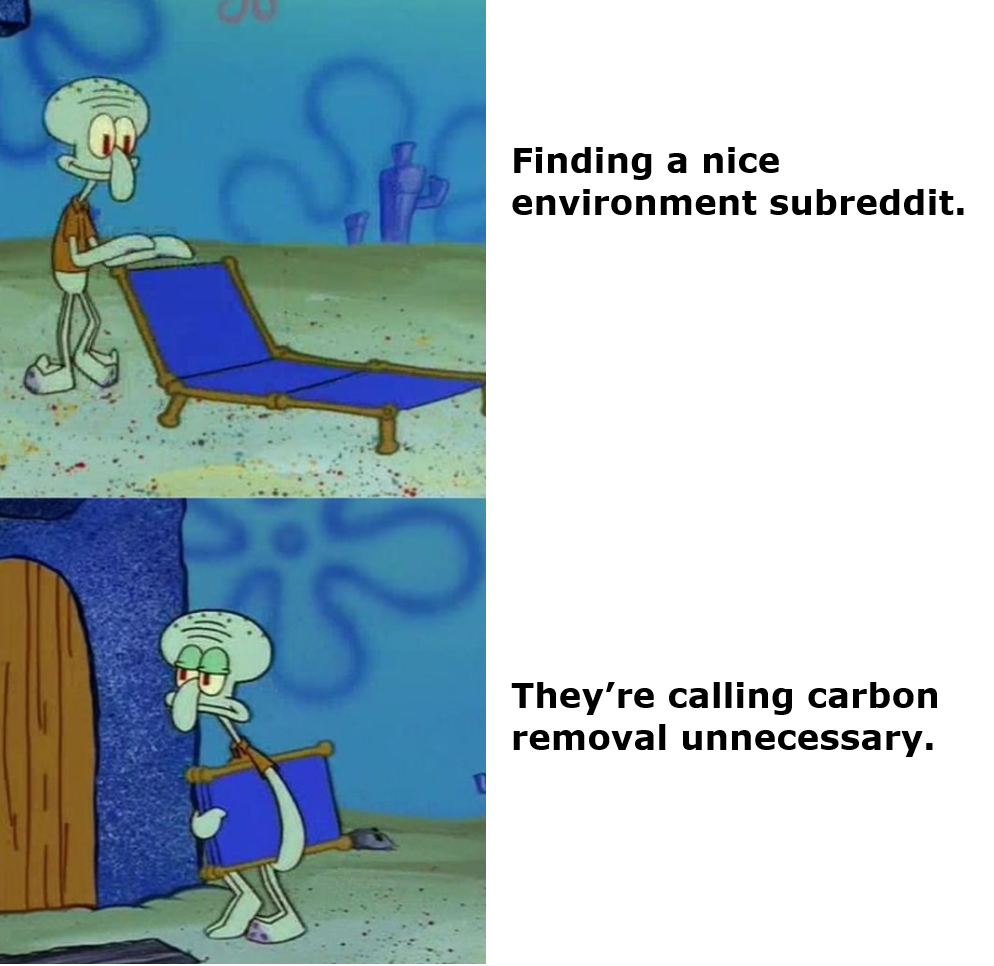 Finding a nice
environment subreddit.
They’re calling carbon
removal unnecessary.